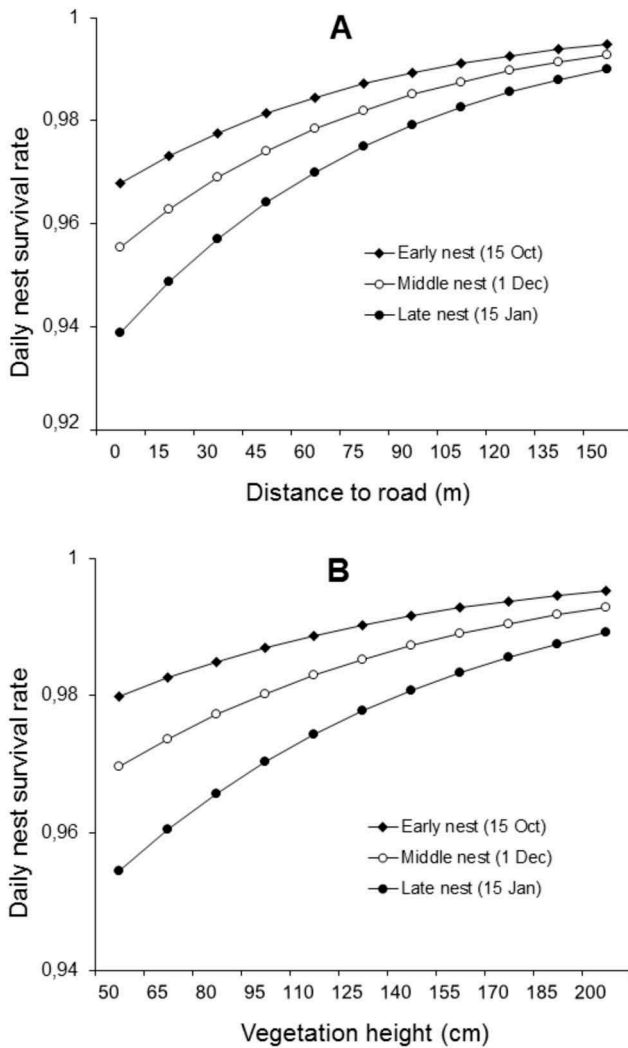 A
1
0,98
0,96
0,94
0,92
Daily nest survival rate
Early nest (15 Oct)
Middle nest (1 Dec)
Late nest (15 Jan)
0 15 30 45 60 75 90 105 120 135 150
Distance to road (m)
B
1
0,98
0,96
0,94
Daily nest survival rate
Early nest (15 Oct)
Middle nest (1 Dec)
Late nest (15 Jan)
50 65 80 95 110 125 140 155 170 185 200
Vegetation height (cm)